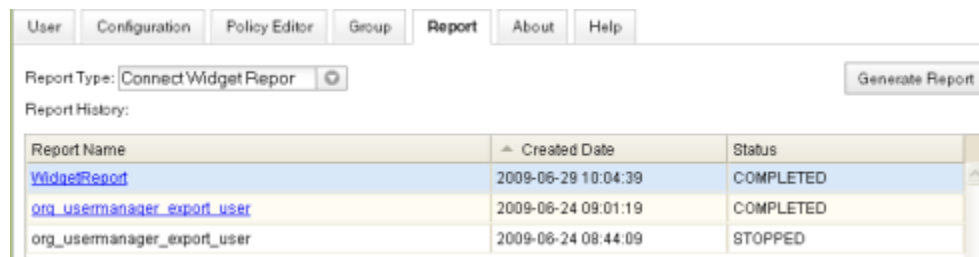 User Configuration Policy Editor Group Report About Help
Report Type: Connect Widget Repor Generate Report
Report History:
Report Name Created Date Status
WidgetReport 2009-06-29 10:04:39 COMPLETED
org_usermanager_export_user 2009-06-24 09:01:19 COMPLETED
org_usermanager_export_user 2009-06-24 08:44:09 STOPPED